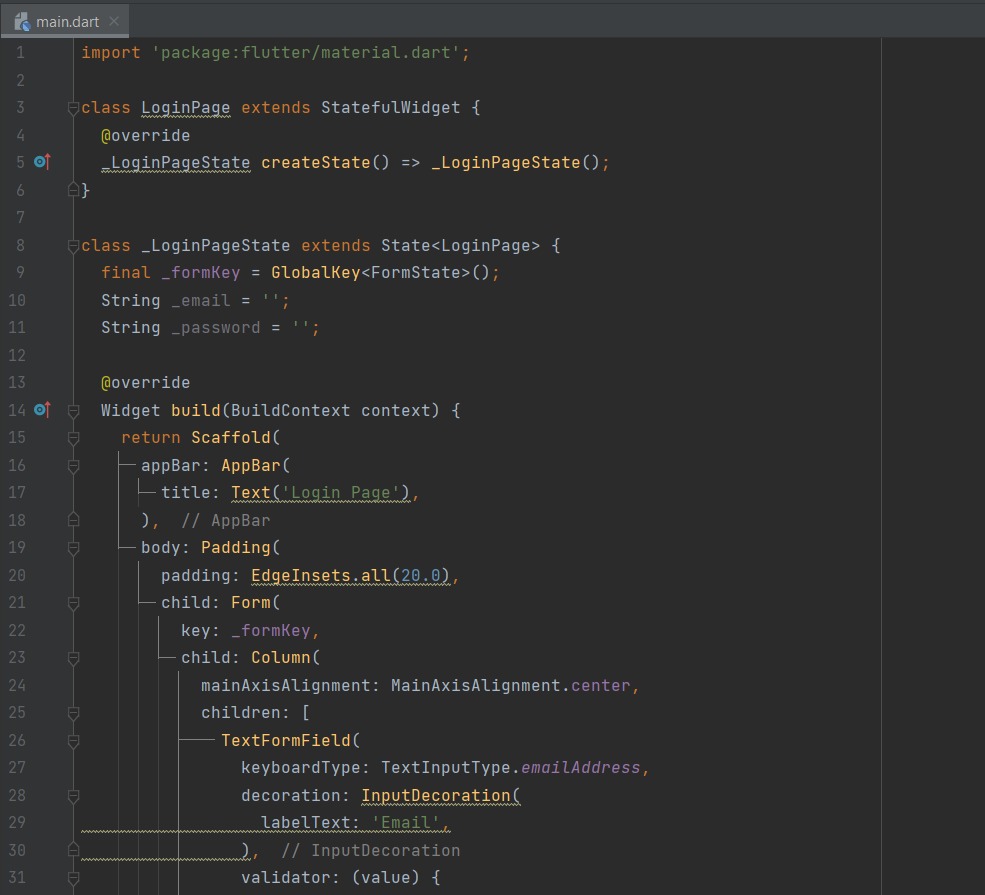 main.dart
1 import 'package:flutter/material.dart';
2
3 class LoginPage extends StatefulWidget {
4 @override
5 _LoginPageState createState() => _LoginPageState();
6 }
7
8 class _LoginPageState extends State<LoginPage> {
9 final _formKey = GlobalKey<FormState>();
10 String _email = '';
11 String _password = '';
12
13 @override
14 Widget build(BuildContext context) {
15 return Scaffold(
16 appBar: AppBar(
17 title: Text('Login Page'),
18 ), // AppBar
19 body: Padding(
20 padding: EdgeInsets.all(20.0),
21 child: Form(
22 key: _formKey,
23 child: Column(
24 mainAxisAlignment: MainAxisAlignment.center,
25 children: [
26 TextFormField(
27 keyboardType: TextInputType.emailAddress,
28 decoration: InputDecoration(
29 labelText: 'Email',
30 ), // InputDecoration
31 validator: (value) {